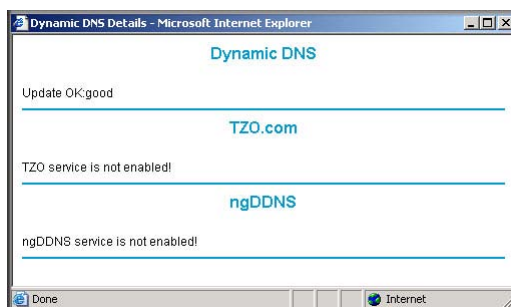 Dynamic DNS Details - Microsoft Internet Explorer
Dynamic DNS
Update OK:good
TZO.com
TZO service is not enabled!
ngDDNS
ngDDNS service is not enabled!
Done
Internet